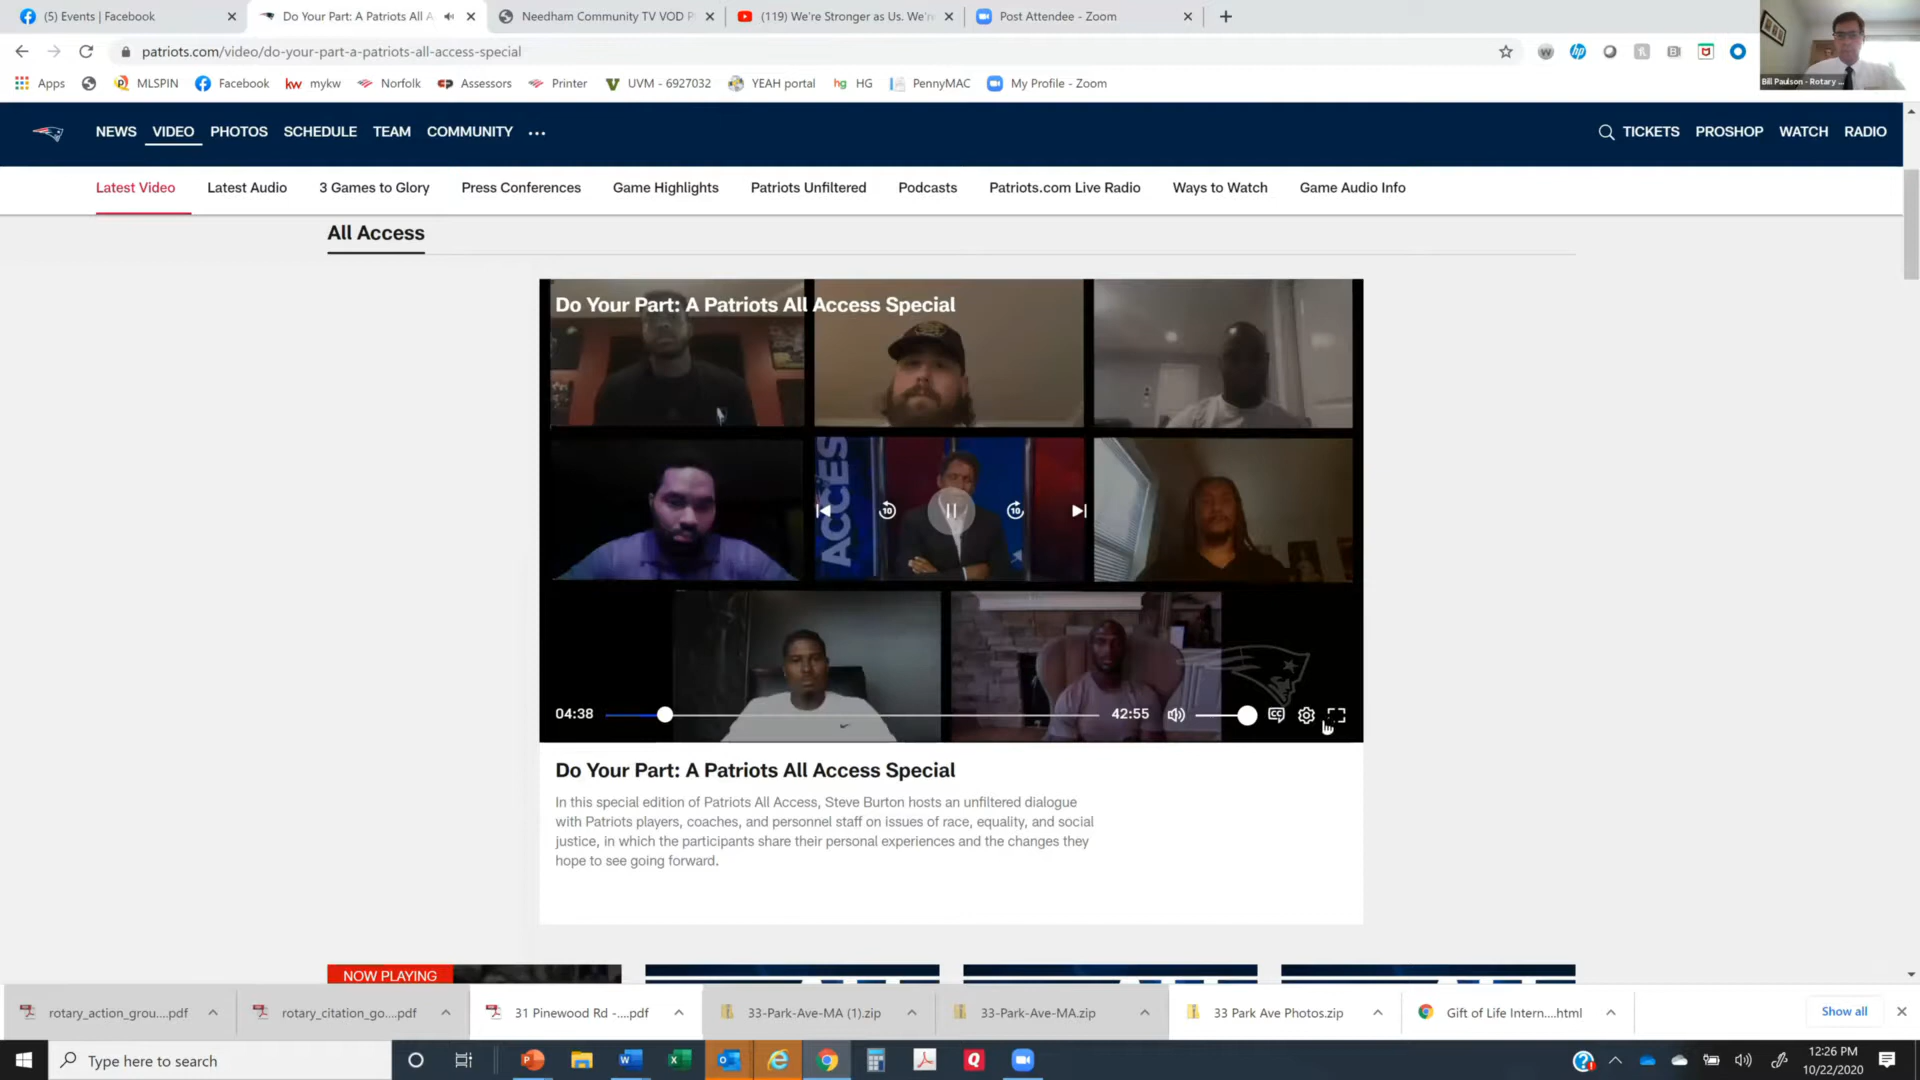 (5) Events | Facebook
Do Your Part: A Patriots All A
Needham Community TV VOD P
(119) We're Stronger as Us. We'r
Post Attendee - Zoom
patriots.com/video/do-your-part-a-patriots-all-access-special
Bill Paulson - Rotary ...
Apps
MLSPIN
Facebook
kw mykw
Norfolk
Assessors
Printer
UVM - 6927032
YEAH portal
hg HG
PennyMAC
My Profile - Zoom
NEWS VIDEO PHOTOS SCHEDULE TEAM COMMUNITY ...
TICKETS PROSHOP WATCH RADIO
Latest Video Latest Audio 3 Games to Glory Press Conferences Game Highlights Patriots Unfiltered Podcasts Patriots.com Live Radio Ways to Watch Game Audio Info
All Access
Do Your Part: A Patriots All Access Special
ACCES
10
10
04:38
42:55
CC
Do Your Part: A Patriots All Access Special
In this special edition of Patriots All Access, Steve Burton hosts an unfiltered dialogue
with Patriots players, coaches, and personnel staff on issues of race, equality, and social
justice, in which the participants share their personal experiences and the changes they
hope to see going forward.
NOW PLAYING
rotary_action_grou....pdf
rotary_citation_go....pdf
31 Pinewood Rd -....pdf
33-Park-Ave-MA (1).zip
33-Park-Ave-MA.zip
33 Park Ave Photos.zip
Gift of Life Intern....html
Show all
Type here to search
12:26 PM
10/22/2020